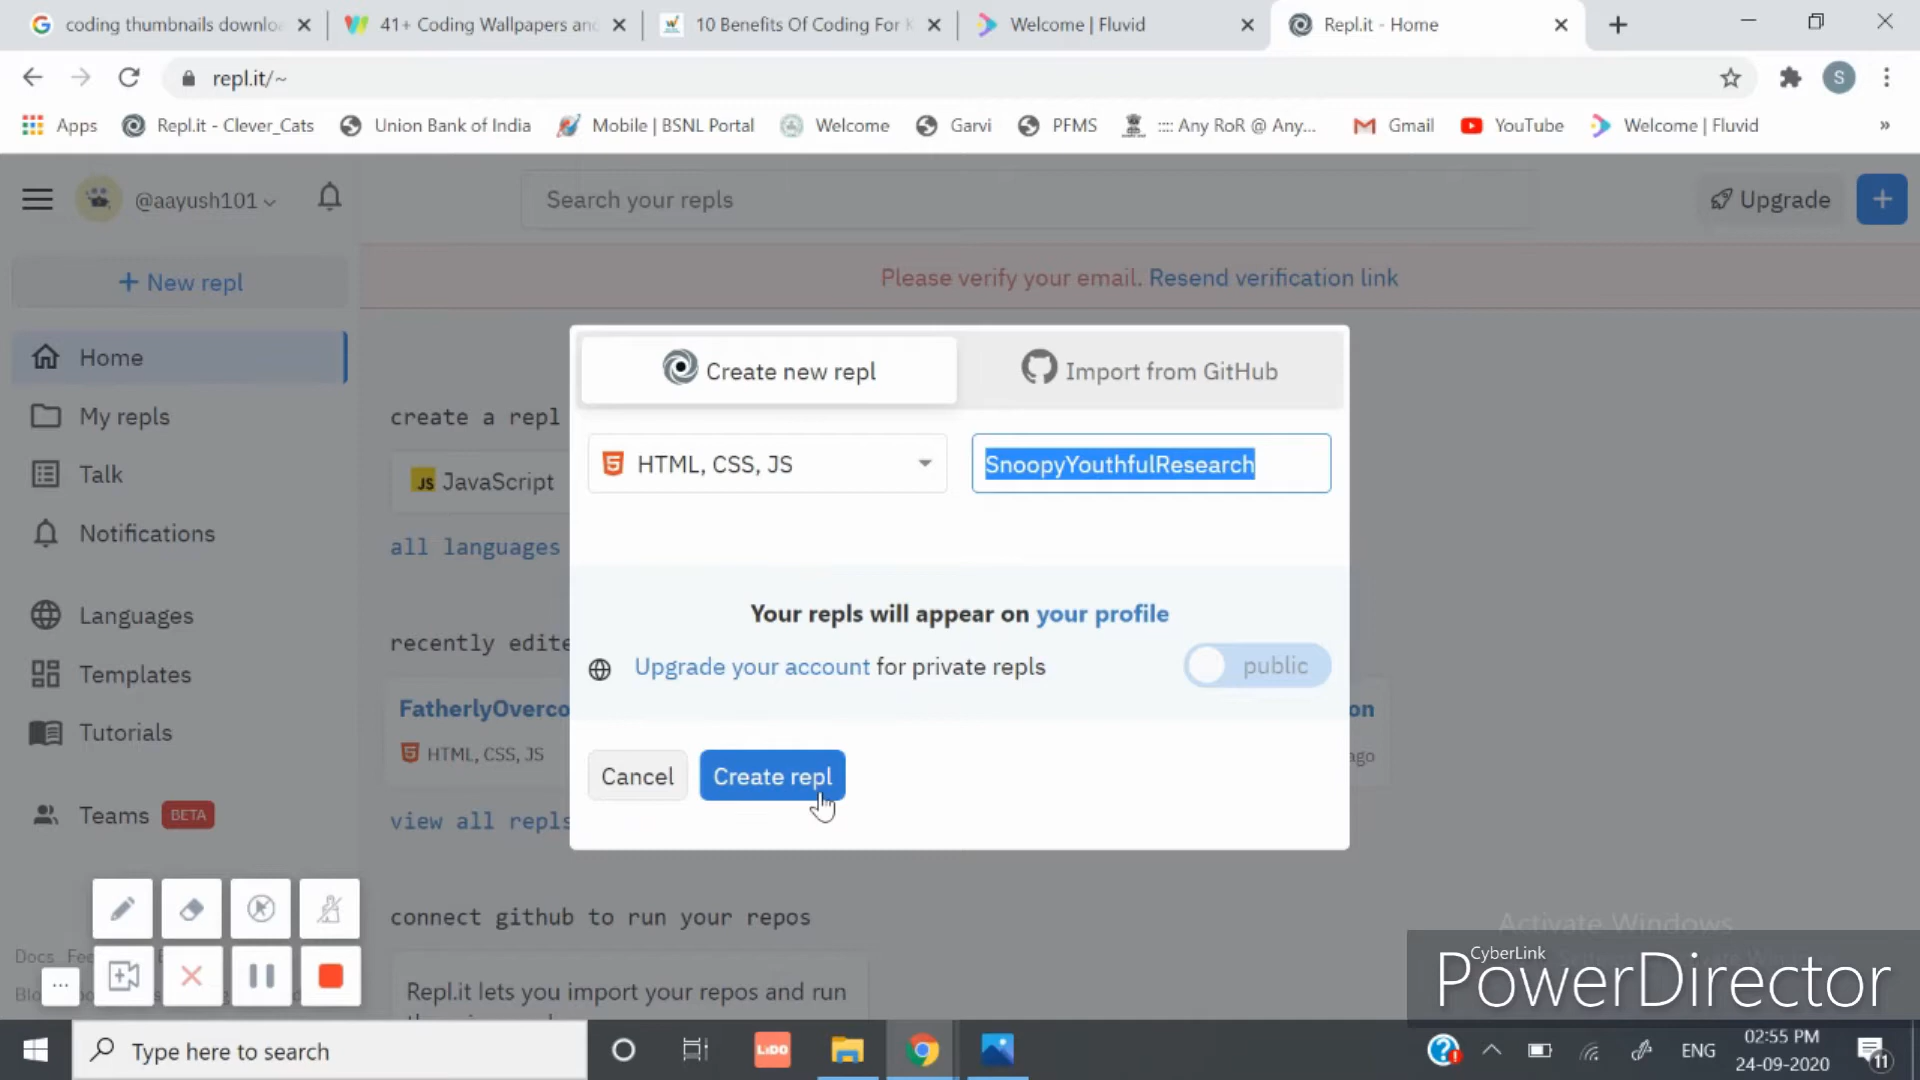 coding thumbnails downlo
41+ Coding Wallpapers and
10 Benefits Of Coding For K
Welcome | Fluvid
Repl.it - Home
repl.it/~
S
Apps
Repl.it - Clever_Cats
Union Bank of India
Mobile | BSNL Portal
Welcome
Garvi
PFMS
:::: Any RoR @ Any...
Gmail
YouTube
Welcome | Fluvid
»
@aayush101
Search your repls
Upgrade
+ New repl
Please verify your email. Resend verification link
Home
My repls
Talk
Notifications
Languages
Templates
Tutorials
Teams BETA
create a repl
JS JavaScript
all languages
recently edite
FatherlyOverco
on
HTML, CSS, JS
ago
view all repls
connect github to run your repos
Repl.it lets you import your repos and run
Create new repl
Import from GitHub
HTML, CSS, JS
SnoopyYouthfulResearch
Your repls will appear on your profile
Upgrade your account for private repls
public
Cancel
Create repl
Docs
Activate Windows
CyberLink
PowerDirector
Type here to search
LIDO
ENG
02:55 PM
24-09-2020
11